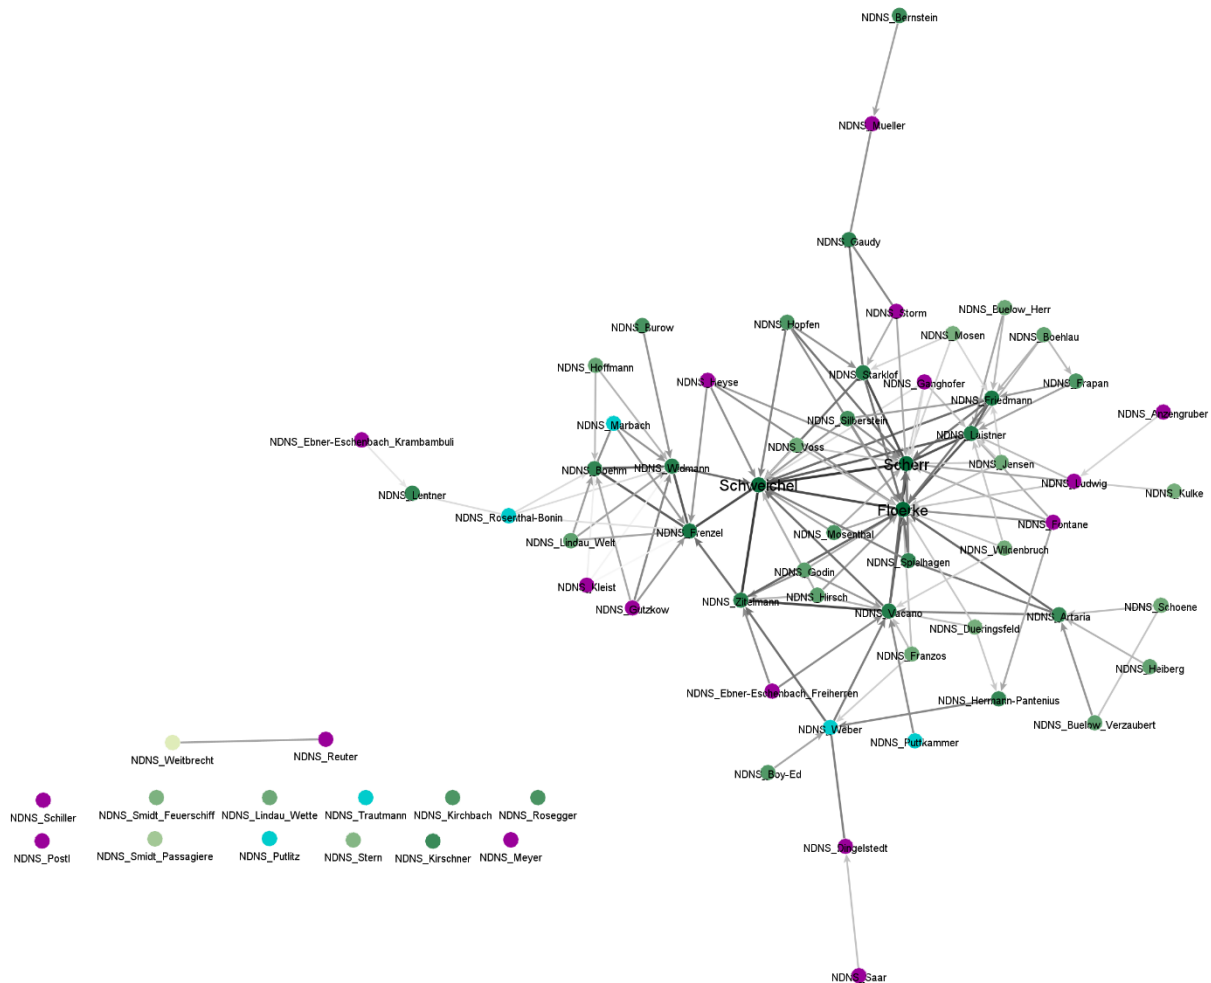 NDNS_Bernstein
NDNS_Mueller
NDNS_Gaudy
NDNS_Storm
NDNS_Buelow_Herr
NDNS_Burow
NDNS_Hopfen
NDNS_Mosen
NDNS_Boehlau
NDNS_Hoffmann
NDNS_Heyse
NDNS_Starklof
NDNS_Ganghofer
NDNS_Frapan
NDNS_Friedmann
NDNS_Marbach
NDNS_Silberstein
NDNS_Anzengruber
NDNS_Ebner-Eschenbach_Krambambuli
NDNS_Laistner
NDNS_Voss
NDNS_Boehm
NDNS_Widmann
Scherr
NDNS_Jensen
Schweichel
NDNS_Ludwig
NDNS_Lentner
NDNS_Kulke
NDNS_Rosenthal-Bonin
Floerke
NDNS_Fontane
NDNS_Lindau_Welt
NDNS_Frenzel
NDNS_Mosenthal
NDNS_Wildenbruch
NDNS_Spielhagen
NDNS_Godin
NDNS_Kleist
NDNS_Gutzkow
NDNS_Zitelmann
NDNS_Hirsch
NDNS_Vacano
NDNS_Schoene
NDNS_Artaria
NDNS_Dueringsfeld
NDNS_Franzos
NDNS_Heiberg
NDNS_Ebner-Eschenbach_Freiherren
NDNS_Hermann-Pantenius
NDNS_Buelow_Verzaubert
NDNS_Weber
NDNS_Puttkammer
NDNS_Weitbrecht
NDNS_Reuter
NDNS_Boy-Ed
NDNS_Schiller
NDNS_Smidt_Feuerschiff
NDNS_Lindau_Wette
NDNS_Trautmann
NDNS_Kirchbach
NDNS_Rosegger
NDNS_Postl
NDNS_Smidt_Passagiere
NDNS_Putlitz
NDNS_Stern
NDNS_Kirschner
NDNS_Meyer
NDNS_Dingelstedt
NDNS_Saar